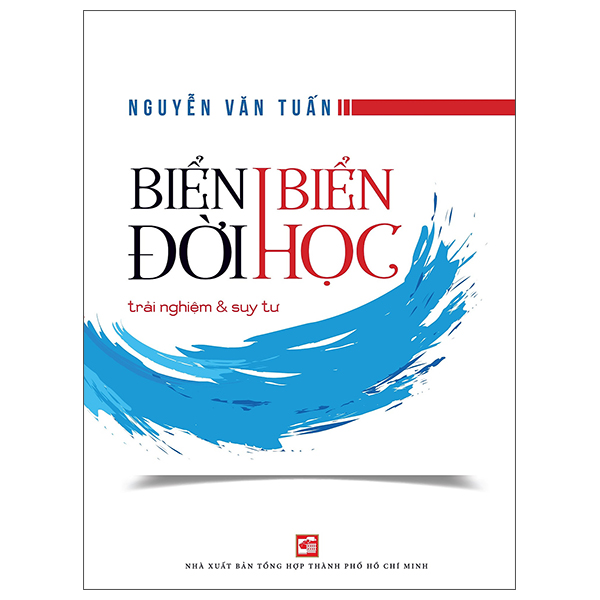 NGUYỄN VĂN TUẤN
BIỂN BIỂN
ĐỜI HỌC
trải nghiệm & suy tư
NHÀ XUẤT BẢN TỔNG HỢP THÀNH PHỐ HỒ CHÍ MINH